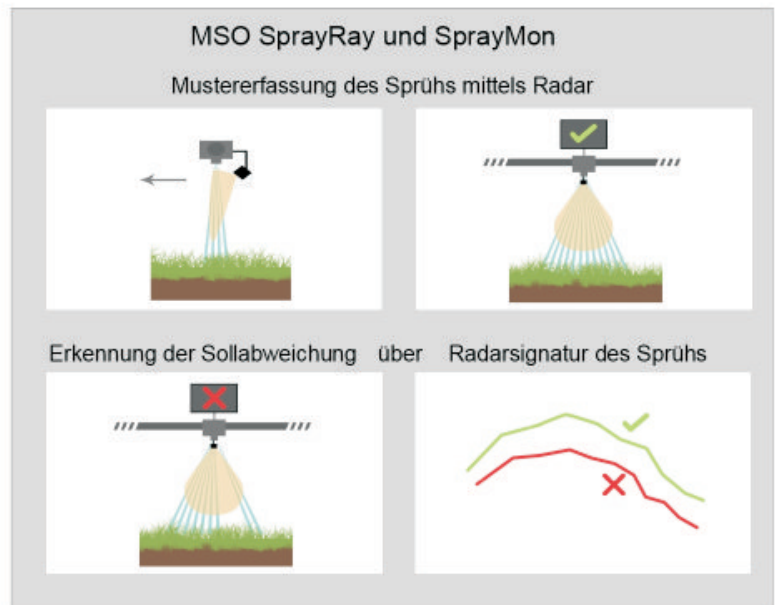 MSO SprayRay und SprayMon
Mustererfassung des Sprühs mittels Radar
Erkennung der Sollabweichung über Radarsignatur des Sprühs